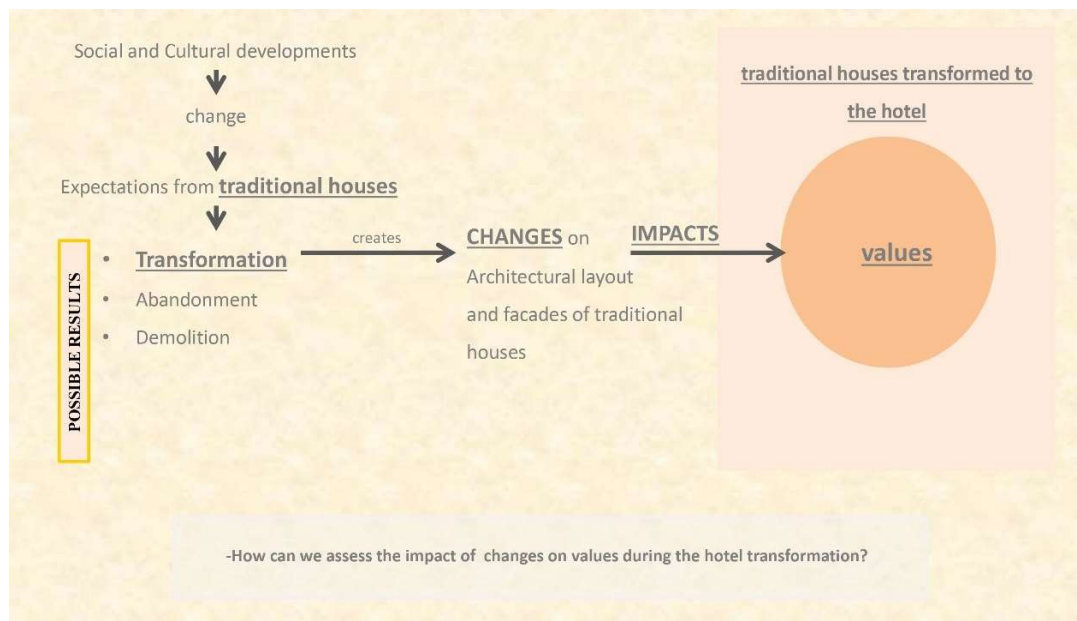 Social and Cultural developments
change
Expectations from traditional houses
POSSIBLE RESULTS
• Transformation
• Abandonment
• Demolition
creates
CHANGES on
Architectural layout
and facades of traditional
houses
IMPACTS
traditional houses transformed to
the hotel
values
-How can we assess the impact of changes on values during the hotel transformation?